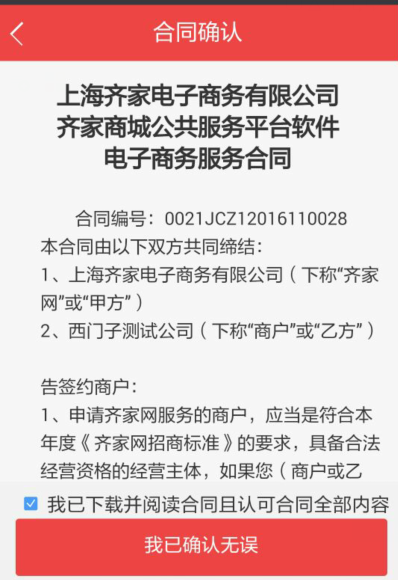 合同确认
上海齐家电子商务有限公司
齐家商城公共服务平台软件
电子商务服务合同
合同编号：0021JCZ12016110028
本合同由以下双方共同缔结：
1、上海齐家电子商务有限公司（下称“齐家
网”或“甲方”）
2、西门子测试公司（下称“商户”或“乙方”）
告签约商户：
1、申请齐家网服务的商户，应当是符合本
年度《齐家网招商标准》的要求，具备合法
经营资格的经营主体，如果您（商户或乙
我已下载并阅读合同且认可合同全部内容
我已确认无误